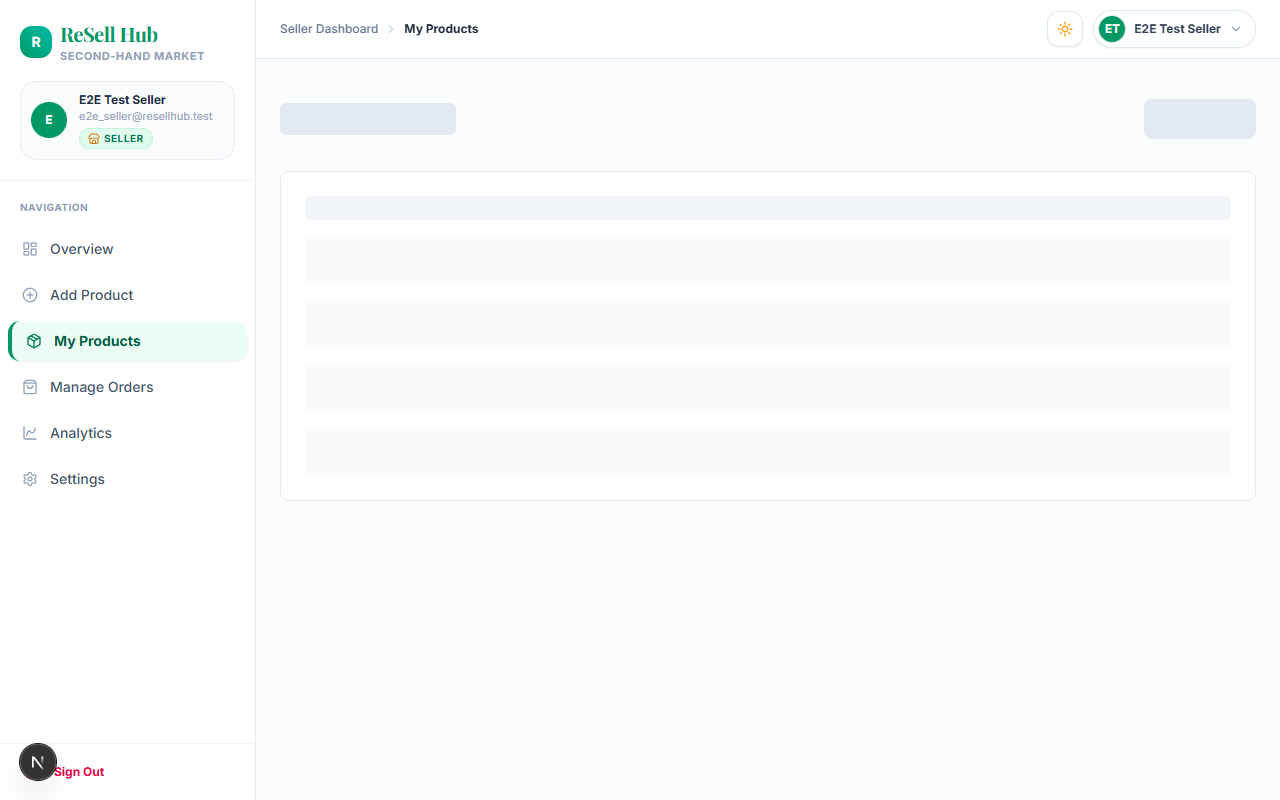 R
ReSell Hub
SECOND-HAND MARKET
E
E2E Test Seller
e2e_seller@resellhub.test
SELLER
NAVIGATION
Overview
Add Product
My Products
Manage Orders
Analytics
Settings
N
Sign Out
Seller Dashboard
My Products
ET
E2E Test Seller